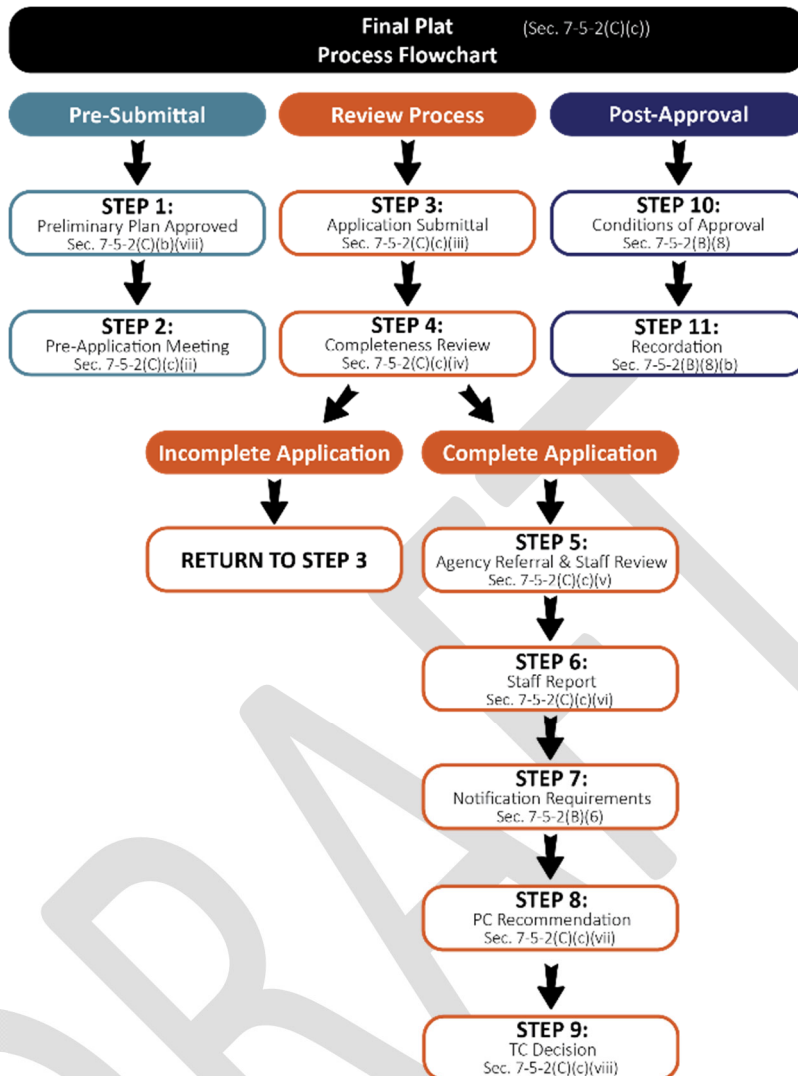 Final Plat (Sec. 7-5-2(C)(c))
Process Flowchart
Pre-Submittal
STEP 1:
Preliminary Plan Approved
Sec. 7-5-2(C)(b)(viii)
STEP 2:
Pre-Application Meeting
Sec. 7-5-2(C)(c)(ii)
Review Process
STEP 3:
Application Submittal
Sec. 7-5-2(C)(c)(iii)
STEP 4:
Completeness Review
Sec. 7-5-2(C)(c)(iv)
Incomplete Application
RETURN TO STEP 3
Complete Application
STEP 5:
Agency Referral & Staff Review
Sec. 7-5-2(C)(c)(v)
STEP 6:
Staff Report
Sec. 7-5-2(C)(c)(vi)
STEP 7:
Notification Requirements
Sec. 7-5-2(B)(6)
STEP 8:
PC Recommendation
Sec. 7-5-2(C)(c)(vii)
STEP 9:
TC Decision
Sec. 7-5-2(C)(c)(viii)
Post-Approval
STEP 10:
Conditions of Approval
Sec. 7-5-2(B)(8)
STEP 11:
Recordation
Sec. 7-5-2(B)(8)(b)
DRAFT